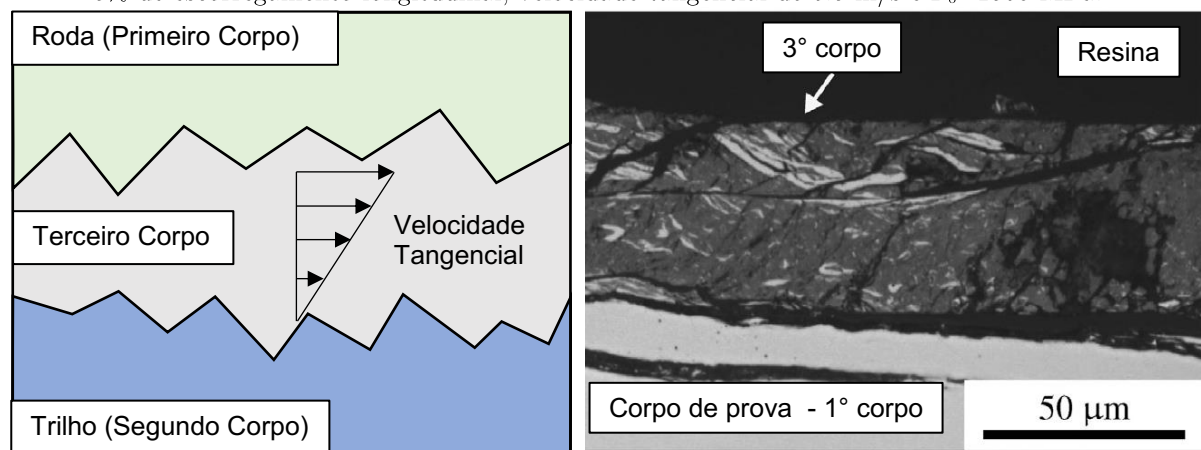 Roda (Primeiro Corpo)
Terceiro Corpo
Velocidade
Tangencial
Trilho (Segundo Corpo)
3° corpo
Resina
Corpo de prova - 1° corpo
50 µm